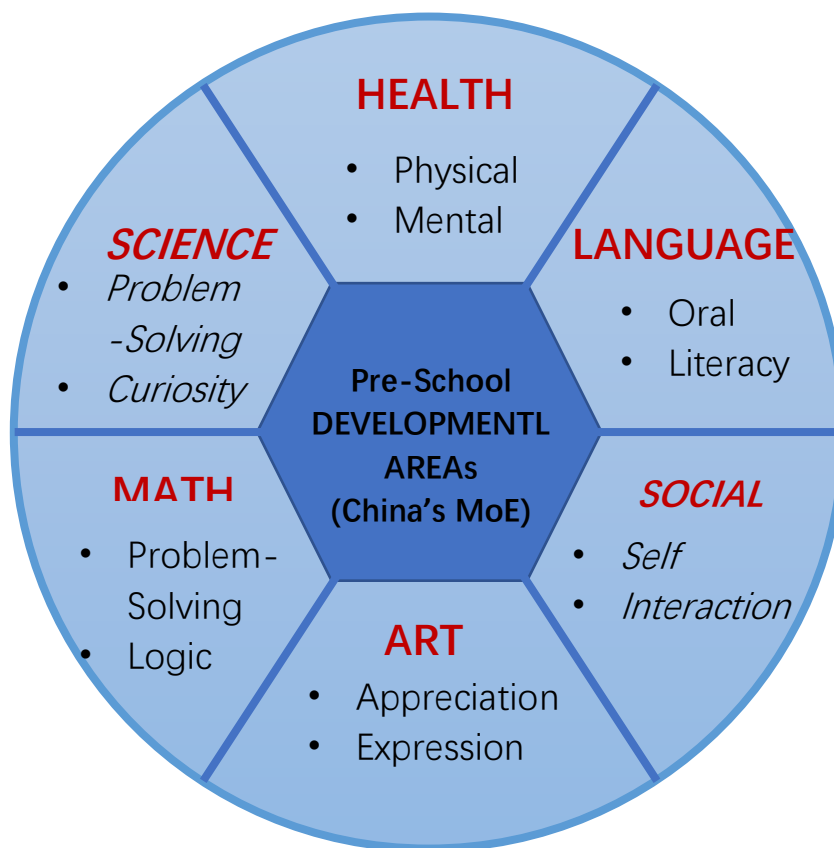 HEALTH
• Physical
• Mental
LANGUAGE
• Oral
• Literacy
SOCIAL
• Self
• Interaction
ART
• Appreciation
• Expression
MATH
• Problem-
Solving
• Logic
SCIENCE
• Problem
-Solving
• Curiosity
Pre-School
DEVELOPMENTL
AREAs
(China's MoE)